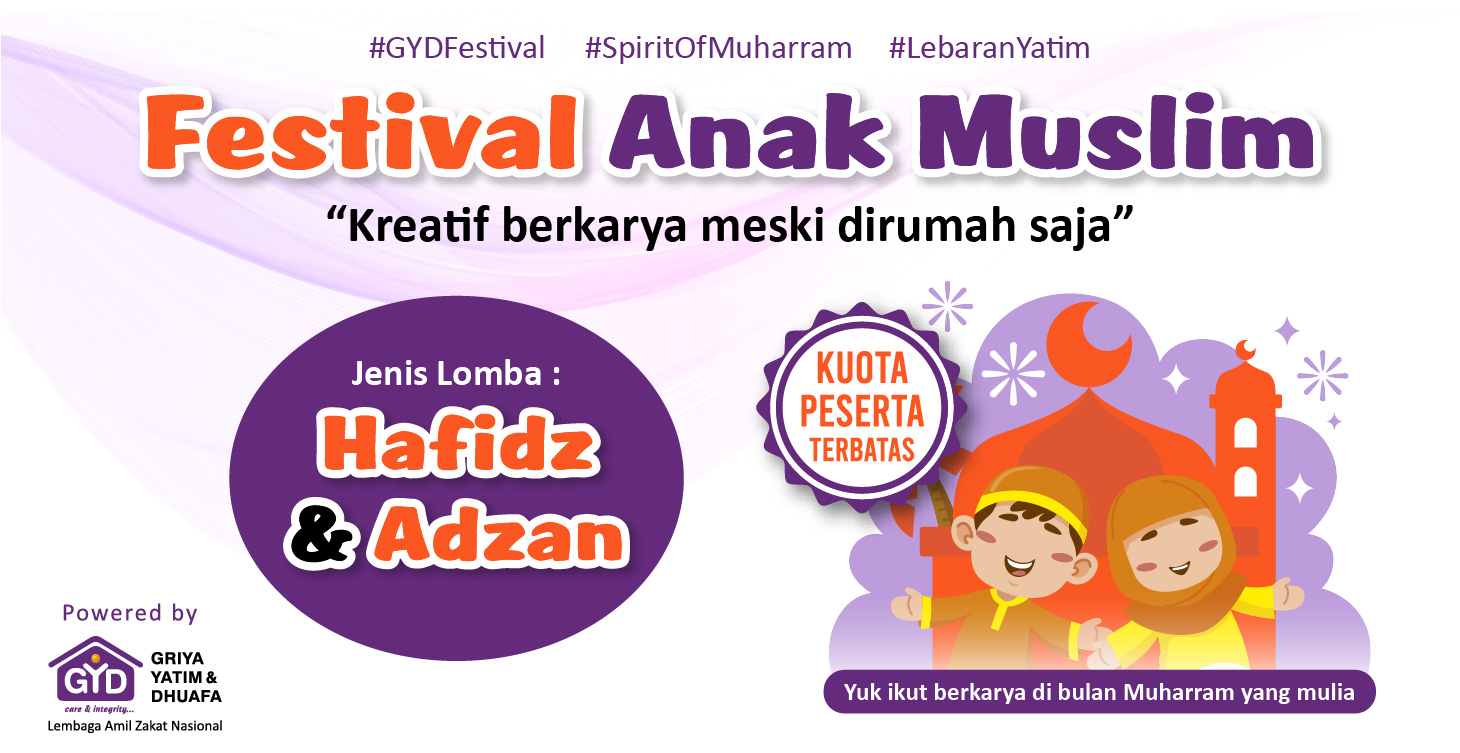 #GYDFestival #SpiritOfMuharram #LebaranYatim
Festival Anak Muslim
“Kreatif berkarya meski dirumah saja”
Jenis Lomba :
Hafidz
& Adzan
KUOTA
PESERTA
TERBATAS
Yuk ikut berkarya di bulan Muharram yang mulia
Powered by
GYD
care & integrity...
GRIYA
YATIM &
DHUAFA
Lembaga Amil Zakat Nasional